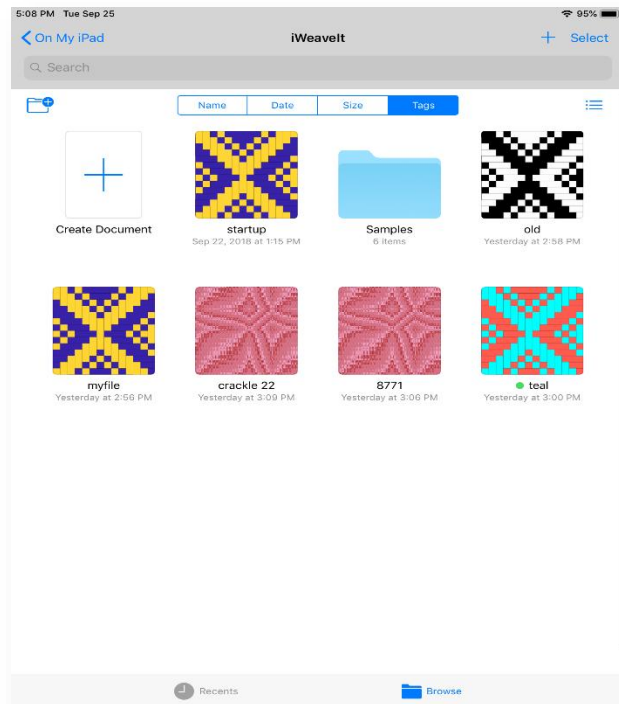 5:08 PM Tue Sep 25 95%
On My iPad iWeaveIt Select
Search
Name Date Size Tags
Create Document startup Samples old
Sep 22, 2018 at 1:15 PM 6 items Yesterday at 2:58 PM
myfile crackle 22 8771 teal
Yesterday at 2:56 PM Yesterday at 3:09 PM Yesterday at 3:06 PM Yesterday at 3:00 PM
Recents Browse